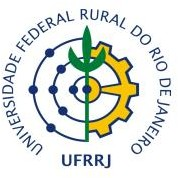 UNIVERSIDADE FEDERAL RURAL DO RIO DE JANEIRO
UFRRJ